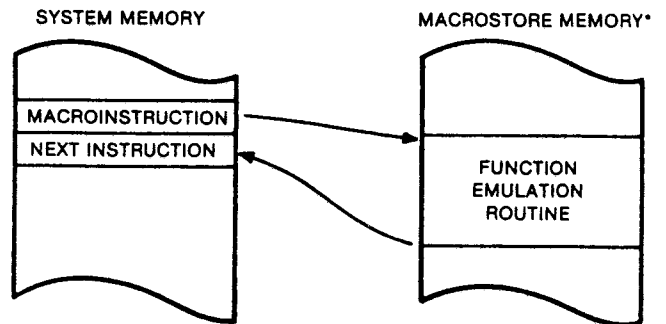 SYSTEM MEMORY
MACROSTORE MEMORY*
MACROINSTRUCTION
NEXT INSTRUCTION
FUNCTION
EMULATION
ROUTINE